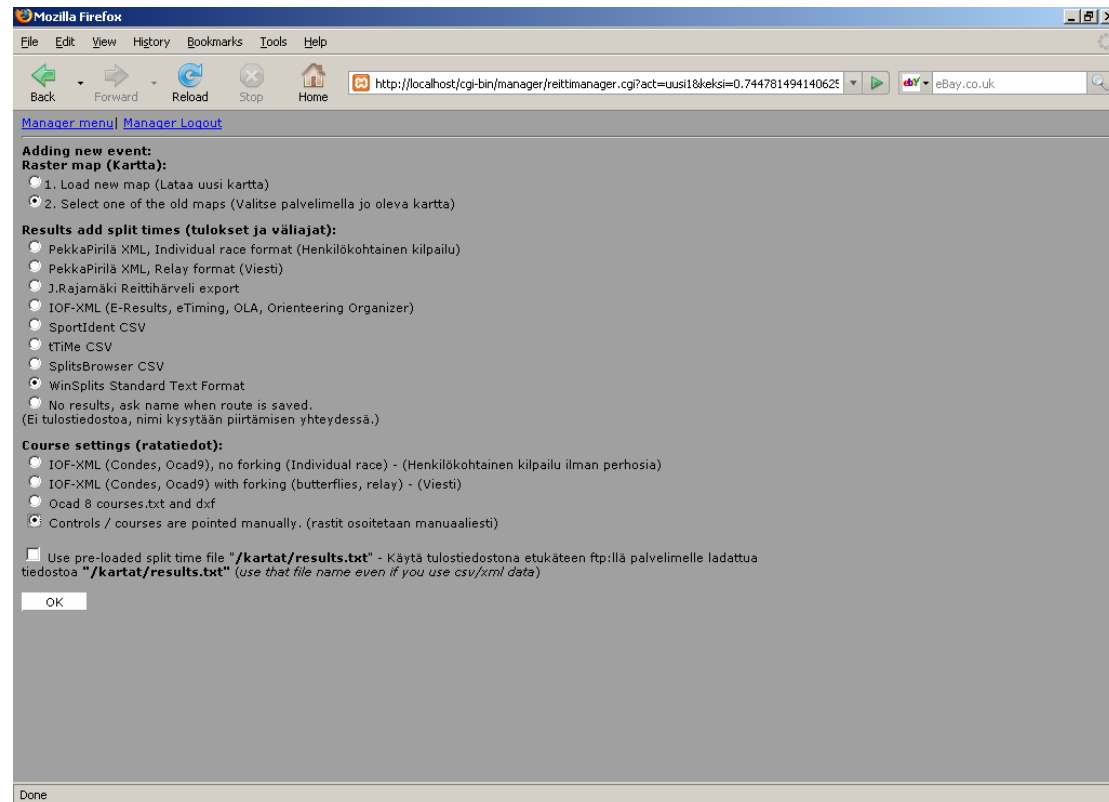 Mozilla Firefox
File Edit View History Bookmarks Tools Help
Back Forward Reload Stop Home
http://localhost/cgi-bin/manager/reittimanager.cgi?act=uusi1&keksi=0.744781494140625
ebY eBay.co.uk
Manager menu| Manager Logout
Adding new event:
Raster map (Kartta):
1. Load new map (Lataa uusi kartta)
2. Select one of the old maps (Valitse palvelimella jo oleva kartta)
Results add split times (tulokset ja väliajat):
PekkaPirilä XML, Individual race format (Henkilökohtainen kilpailu)
PekkaPirilä XML, Relay format (Viesti)
J.Rajamäki Reittihärveli export
IOF-XML (E-Results, eTiming, OLA, Orienteering Organizer)
SportIdent CSV
tTiMe CSV
SplitsBrowser CSV
WinSplits Standard Text Format
No results, ask name when route is saved.
(Ei tulostiedostoa, nimi kysytään piirtämisen yhteydessä.)
Course settings (ratatiedot):
IOF-XML (Condes, Ocad9), no forking (Individual race) - (Henkilökohtainen kilpailu ilman perhosia)
IOF-XML (Condes, Ocad9) with forking (butterflies, relay) - (Viesti)
Ocad 8 courses.txt and dxf
Controls / courses are pointed manually. (rastit osoitetaan manuaaliesti)
Use pre-loaded split time file "/kartat/results.txt" - Käytä tulostiedostona etukäteen ftp:llä palvelimelle ladattua
tiedostoa "/kartat/results.txt" (use that file name even if you use csv/xml data)
OK
Done